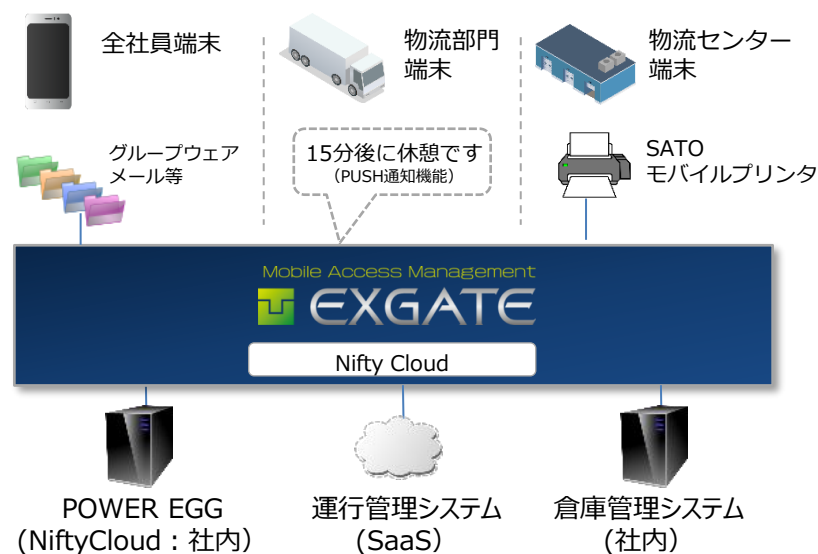 全社員端末
物流部門
端末
物流センター
端末
グループウェア
メール等
15分後に休憩です
（PUSH通知機能）
SATO
モバイルプリンタ
Mobile Access Management
EXGATE
Nifty Cloud
POWER EGG
(NiftyCloud：社内）
運行管理システム
(SaaS）
倉庫管理システム
(社内）